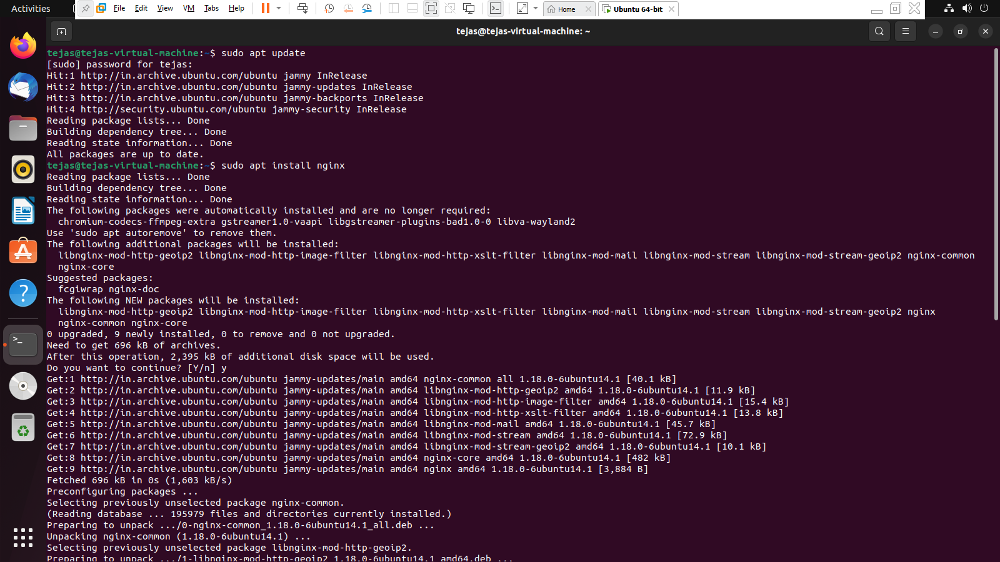 Activities
File Edit View VM Tabs Help
Home
Ubuntu 64-bit
tejas@tejas-virtual-machine: ~
tejas@tejas-virtual-machine:~$ sudo apt update
[sudo] password for tejas:
Hit:1 http://in.archive.ubuntu.com/ubuntu jammy InRelease
Hit:2 http://in.archive.ubuntu.com/ubuntu jammy-updates InRelease
Hit:3 http://in.archive.ubuntu.com/ubuntu jammy-backports InRelease
Hit:4 http://security.ubuntu.com/ubuntu jammy-security InRelease
Reading package lists... Done
Building dependency tree... Done
Reading state information... Done
All packages are up to date.
tejas@tejas-virtual-machine:~$ sudo apt install nginx
Reading package lists... Done
Building dependency tree... Done
Reading state information... Done
The following packages were automatically installed and are no longer required:
  chromium-codecs-ffmpeg-extra gstreamer1.0-vaapi libgstreamer-plugins-bad1.0-0 libva-wayland2
Use 'sudo apt autoremove' to remove them.
The following additional packages will be installed:
  libnginx-mod-http-geoip2 libnginx-mod-http-image-filter libnginx-mod-http-xslt-filter libnginx-mod-mail libnginx-mod-stream libnginx-mod-stream-geoip2 nginx-common
  nginx-core
Suggested packages:
  fcgiwrap nginx-doc
The following NEW packages will be installed:
  libnginx-mod-http-geoip2 libnginx-mod-http-image-filter libnginx-mod-http-xslt-filter libnginx-mod-mail libnginx-mod-stream libnginx-mod-stream-geoip2 nginx
  nginx-common nginx-core
0 upgraded, 9 newly installed, 0 to remove and 0 not upgraded.
Need to get 696 kB of archives.
After this operation, 2,395 kB of additional disk space will be used.
Do you want to continue? [Y/n] y
Get:1 http://in.archive.ubuntu.com/ubuntu jammy-updates/main amd64 nginx-common all 1.18.0-6ubuntu14.1 [40.1 kB]
Get:2 http://in.archive.ubuntu.com/ubuntu jammy-updates/main amd64 libnginx-mod-http-geoip2 amd64 1.18.0-6ubuntu14.1 [11.9 kB]
Get:3 http://in.archive.ubuntu.com/ubuntu jammy-updates/main amd64 libnginx-mod-http-image-filter amd64 1.18.0-6ubuntu14.1 [15.4 kB]
Get:4 http://in.archive.ubuntu.com/ubuntu jammy-updates/main amd64 libnginx-mod-http-xslt-filter amd64 1.18.0-6ubuntu14.1 [13.8 kB]
Get:5 http://in.archive.ubuntu.com/ubuntu jammy-updates/main amd64 libnginx-mod-mail amd64 1.18.0-6ubuntu14.1 [45.7 kB]
Get:6 http://in.archive.ubuntu.com/ubuntu jammy-updates/main amd64 libnginx-mod-stream amd64 1.18.0-6ubuntu14.1 [72.9 kB]
Get:7 http://in.archive.ubuntu.com/ubuntu jammy-updates/main amd64 libnginx-mod-stream-geoip2 amd64 1.18.0-6ubuntu14.1 [10.1 kB]
Get:8 http://in.archive.ubuntu.com/ubuntu jammy-updates/main amd64 nginx-core amd64 1.18.0-6ubuntu14.1 [482 kB]
Get:9 http://in.archive.ubuntu.com/ubuntu jammy-updates/main amd64 nginx amd64 1.18.0-6ubuntu14.1 [3,884 B]
Fetched 696 kB in 0s (1,603 kB/s)
Preconfiguring packages ...
Selecting previously unselected package nginx-common.
(Reading database ... 195979 files and directories currently installed.)
Preparing to unpack .../0-nginx-common_1.18.0-6ubuntu14.1_all.deb ...
Unpacking nginx-common (1.18.0-6ubuntu14.1) ...
Selecting previously unselected package libnginx-mod-http-geoip2.
Preparing to unpack .../1-libnginx-mod-http-geoip2_1.18.0-6ubuntu14.1_amd64.deb ...